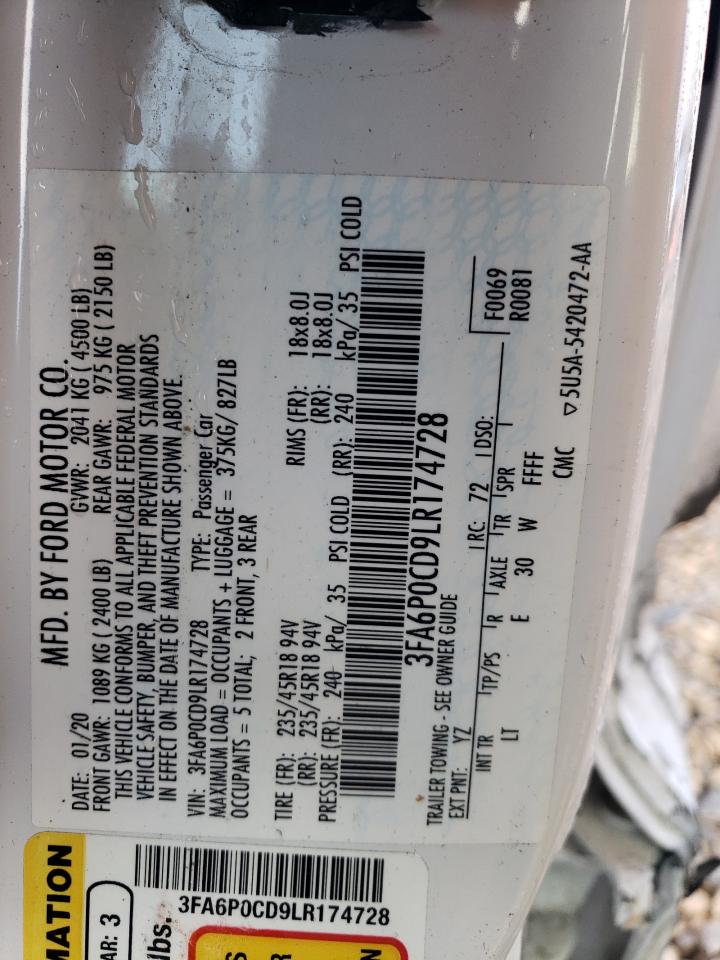 MFD. BY FORD MOTOR CO.
DATE: 01/20 GVWR: 2041 KG ( 4500 LB)
FRONT GAWR: 1089 KG ( 2400 LB) REAR GAWR: 975 KG ( 2150 LB)
THIS VEHICLE CONFORMS TO ALL APPLICABLE FEDERAL MOTOR
VEHICLE SAFETY, BUMPER, AND THEFT PREVENTION STANDARDS
IN EFFECT ON THE DATE OF MANUFACTURE SHOWN ABOVE.
VIN: 3FA6P0CD9LR174728 TYPE: Passenger Car
MAXIMUM LOAD = OCCUPANTS + LUGGAGE = 375KG/ 827LB
OCCUPANTS = 5 TOTAL; 2 FRONT, 3 REAR
TIRE (FR): 235/45R18 94V RIMS (FR): 18x8.0J
(RR): 235/45R18 94V (RR): 18x8.0J
PRESSURE (FR): 240 kPa/ 35 PSI COLD (RR): 240 kPa/ 35 PSI COLD
3FA6P0CD9LR174728
TRAILER TOWING - SEE OWNER GUIDE
EXT PNT: YZ RC: 72 DSO: F0069
R0081
INT TR TP/PS R AXLE TR SPR
LT E 30 W FFFF
CMC ▽ 5U5A-5420472-AA
MATION
AR: 3
lbs.
3FA6P0CD9LR174728
S
R
N